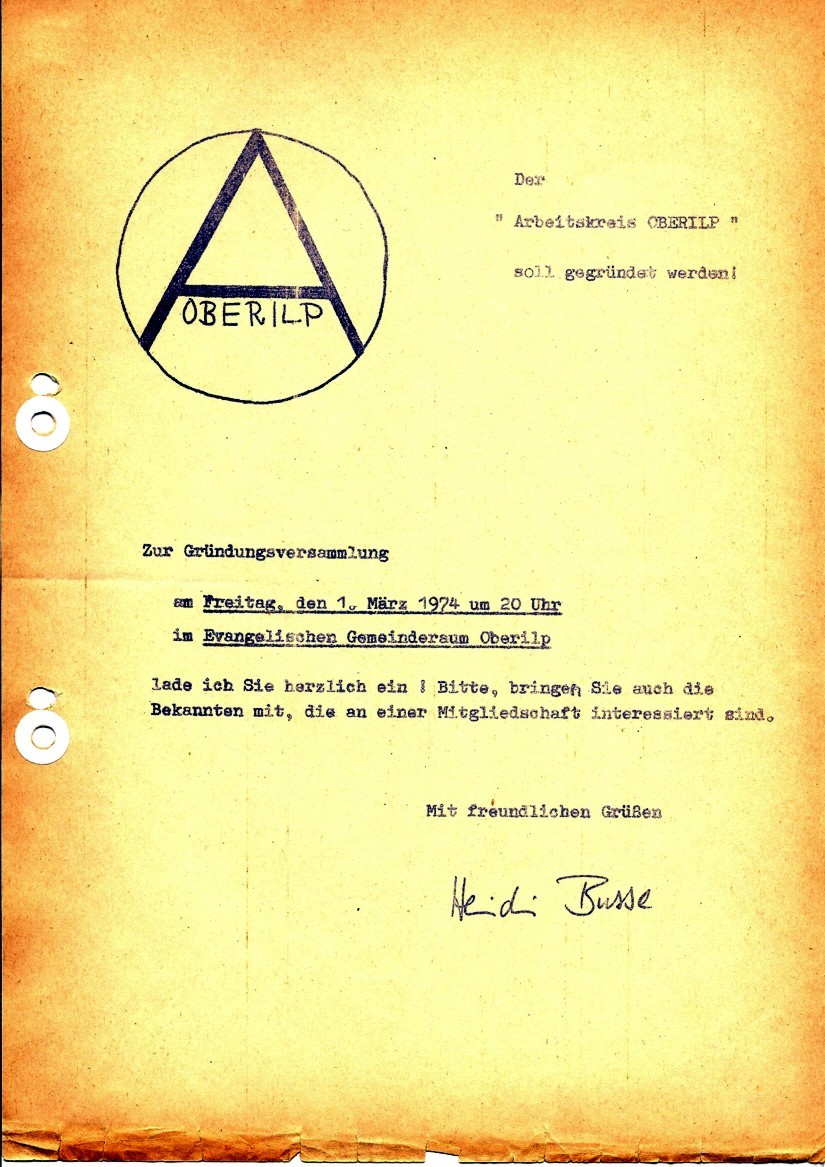 Der
" Arbeitskreis OBERILP "
soll gegründet werden!
A
OBERILP
Zur Gründungsversammlung
am Freitag, den 1. März 1974 um 20 Uhr
im Evangelischen Gemeinderaum Oberilp
lade ich Sie herzlich ein ! Bitte, bringen Sie auch die
Bekannten mit, die an einer Mitgliedschaft interessiert sind.
Mit freundlichen Grüßen
Heidi Busse